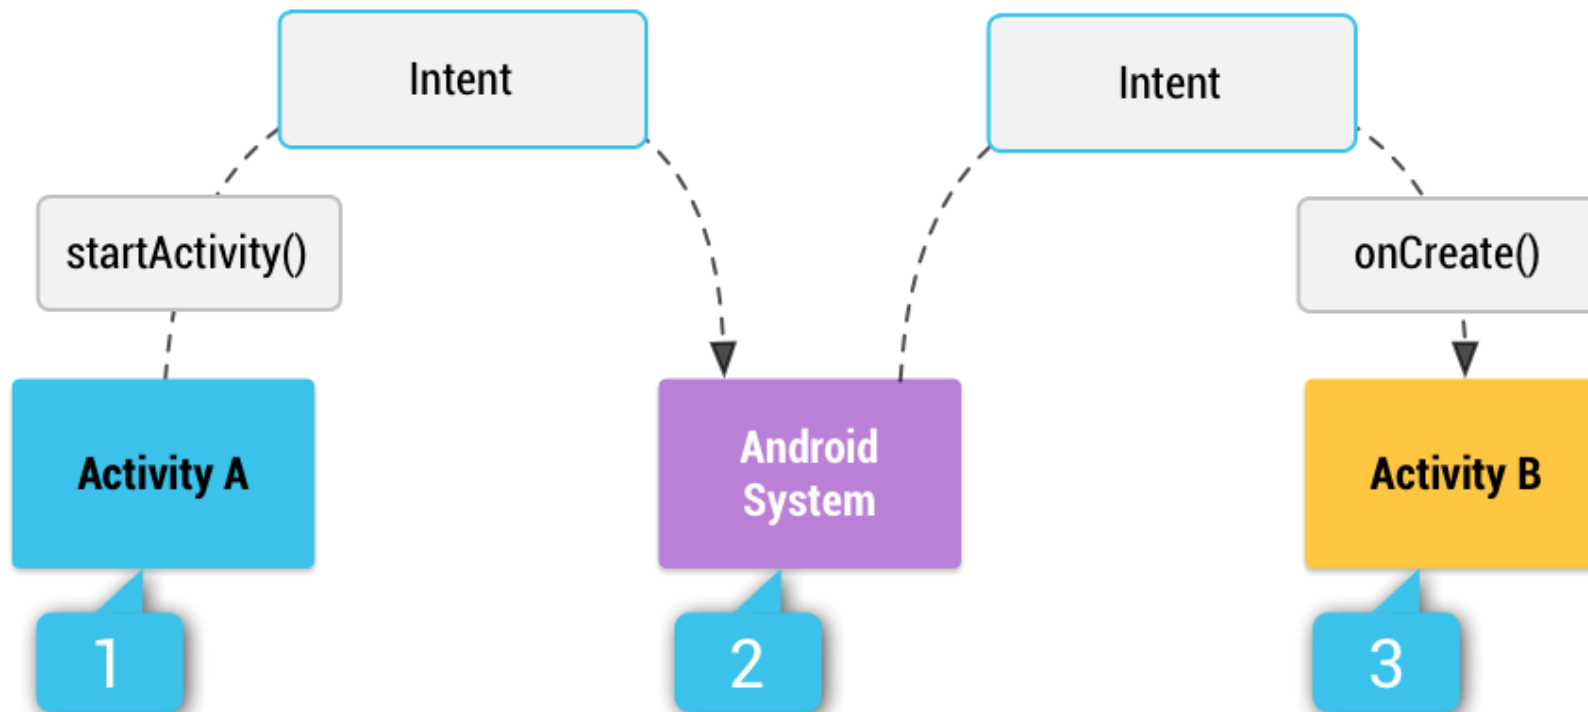 Intent
Intent
startActivity()
onCreate()
Activity A
Android
System
Activity B
1
2
3